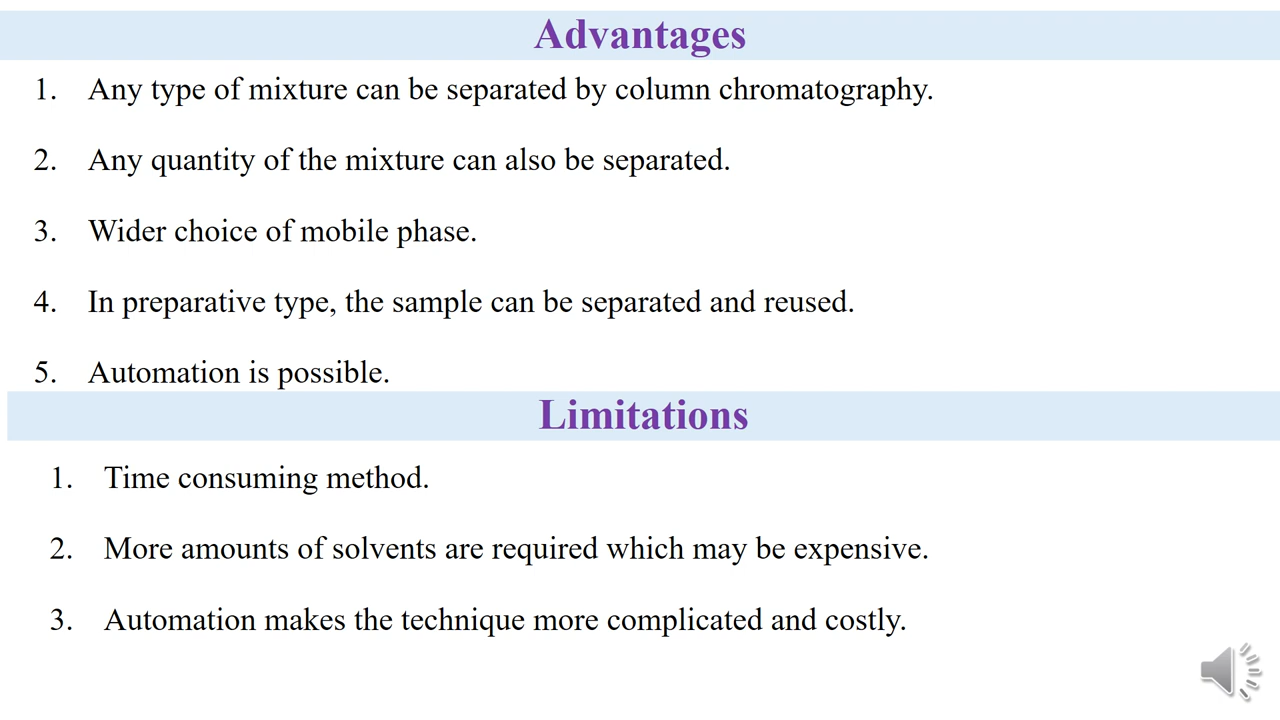 Advantages
1. Any type of mixture can be separated by column chromatography.
2. Any quantity of the mixture can also be separated.
3. Wider choice of mobile phase.
4. In preparative type, the sample can be separated and reused.
5. Automation is possible.
Limitations
1. Time consuming method.
2. More amounts of solvents are required which may be expensive.
3. Automation makes the technique more complicated and costly.